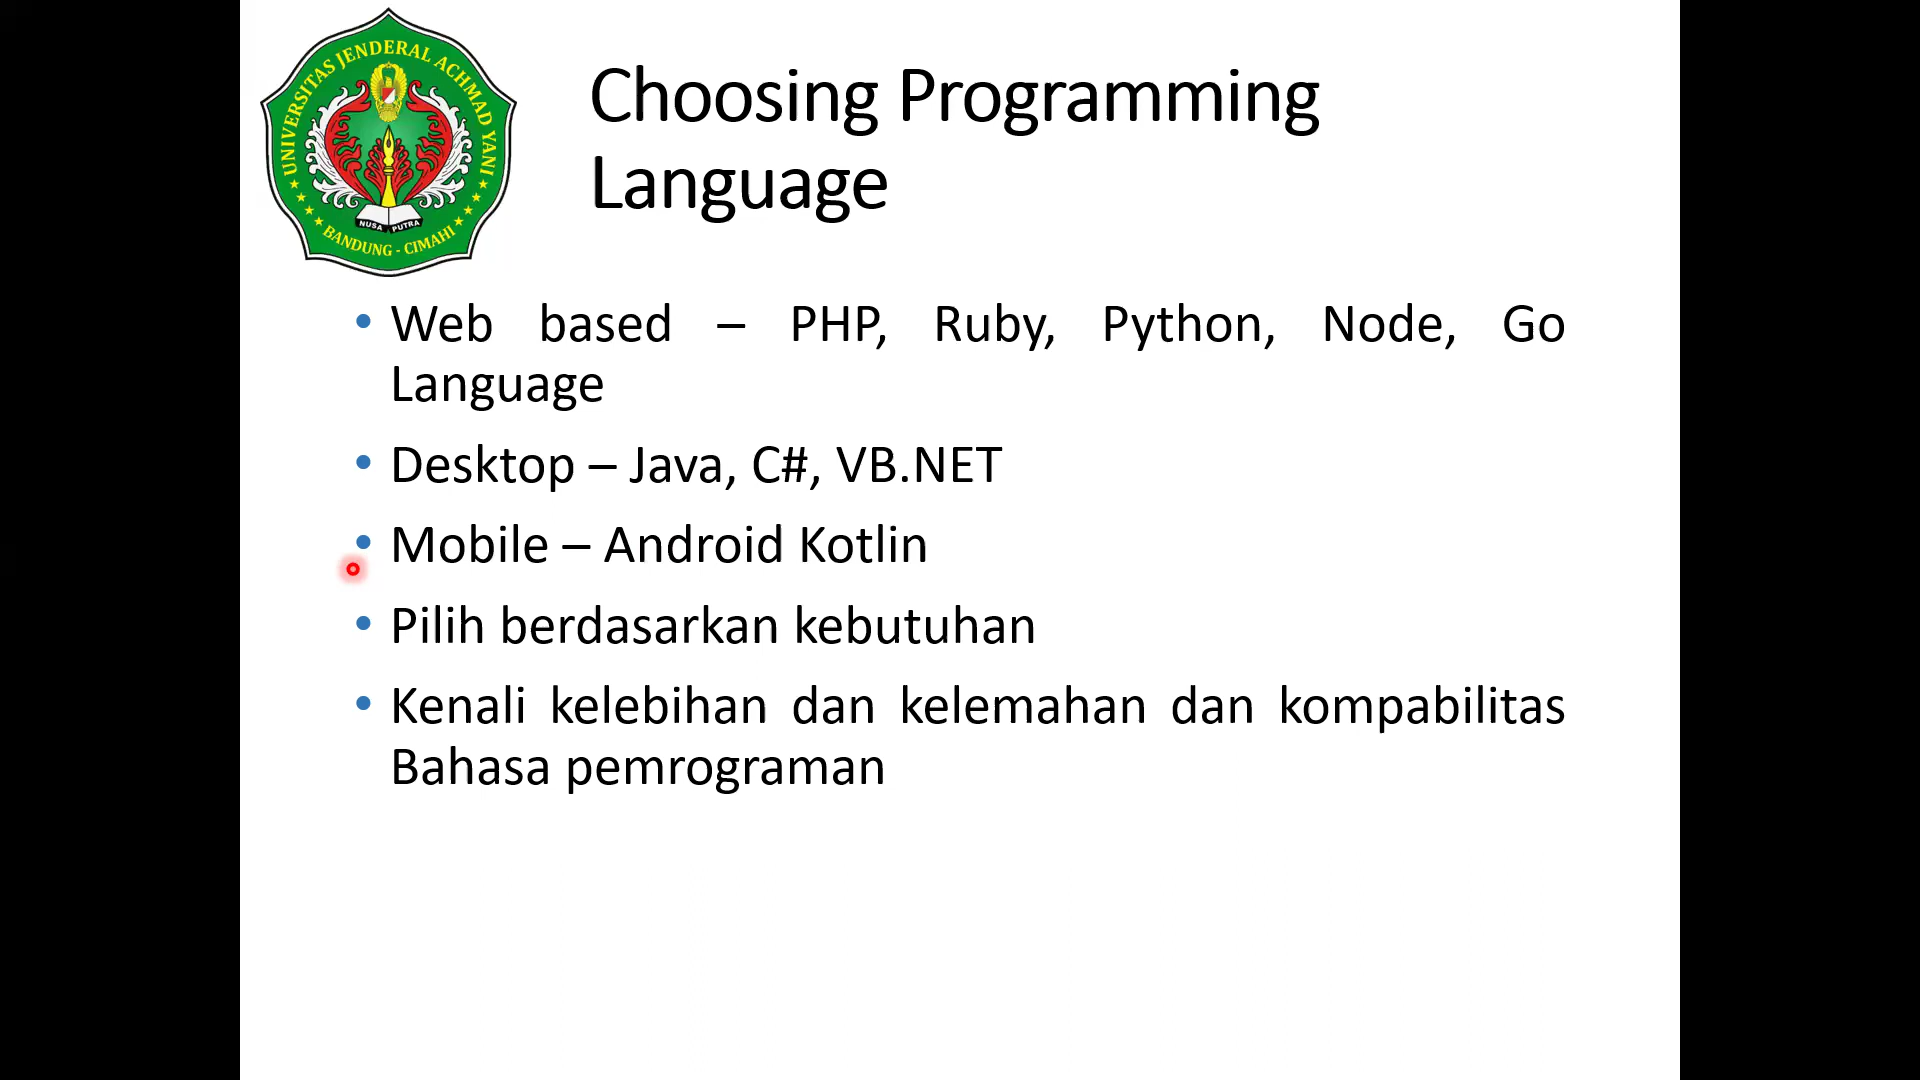 UNIVERSITAS JENDERAL ACHMAD YANI
NUSA PUTRA
BANDUNG - CIMAHI
Choosing Programming
Language
• Web based – PHP, Ruby, Python, Node, Go
Language
• Desktop – Java, C#, VB.NET
• Mobile – Android Kotlin
• Pilih berdasarkan kebutuhan
• Kenali kelebihan dan kelemahan dan kompabilitas
Bahasa pemrograman